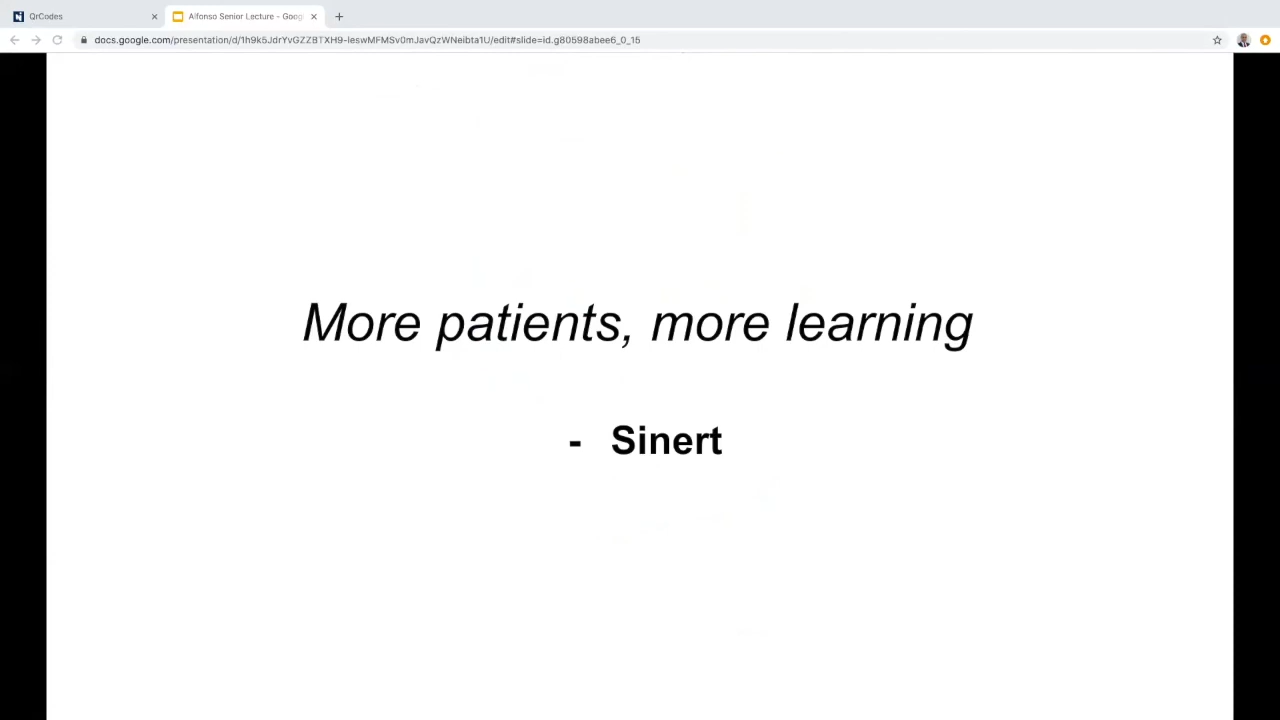 QrCodes
Alfonso Senior Lecture - Goog
docs.google.com/presentation/d/1h9k5JdrYvGZZBTXH9-IeswMFMSv0mJavQzWNeibta1U/edit#slide=id.g80598abee6_0_15
More patients, more learning
- Sinert